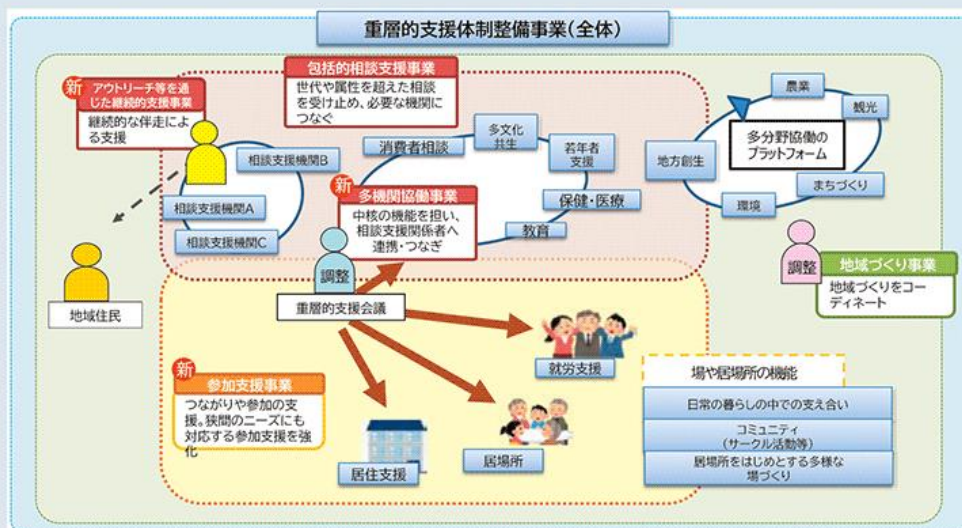 重層的支援体制整備事業(全体)
新
アウトリーチ等を通
じた継続的支援事業
継続的な伴走によ
る支援
包括的相談支援事業
世代や属性を超えた相談
を受け止め、必要な機関に
つなぐ
相談支援機関B
相談支援機関A
相談支援機関C
消費者相談
多文化
共生
若年者
支援
保健・医療
教育
新
多機関協働事業
中核の機能を担い、
相談支援関係者へ
連携・つなぎ
調整
重層的支援会議
農業
観光
多分野協働の
プラットフォーム
地方創生
まちづくり
環境
調整
地域づくり事業
地域づくりをコー
ディネート
地域住民
新
参加支援事業
つながりや参加の支
援。狭間のニーズにも
対応する参加支援を強
化
就労支援
居場所
居住支援
場や居場所の機能
日常の暮らしの中での支え合い
コミュニティ
(サークル活動等)
居場所をはじめとする多様な
場づくり